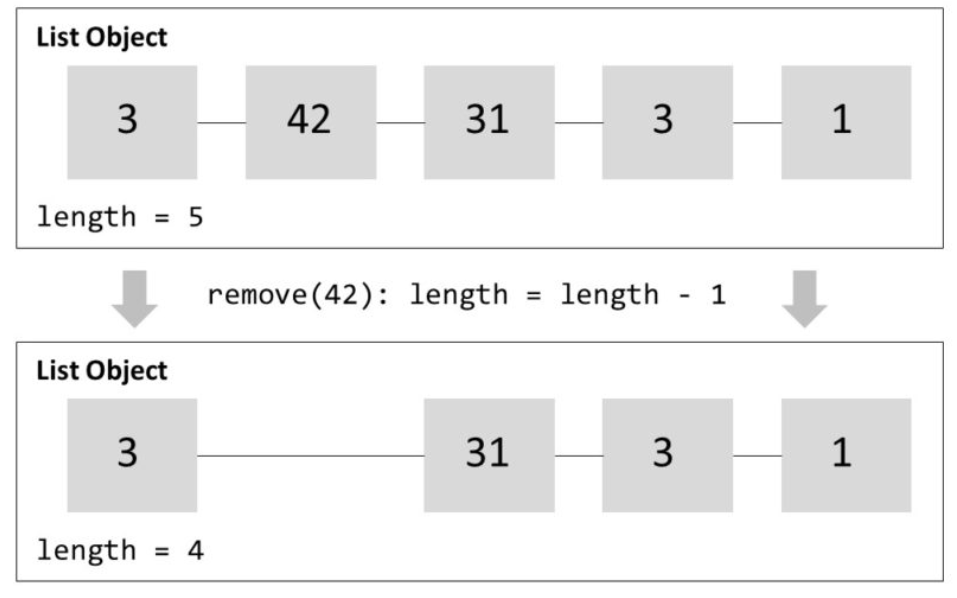 List Object
3 42 31 3 1
length = 5
remove(42): length = length - 1
List Object
3 31 3 1
length = 4